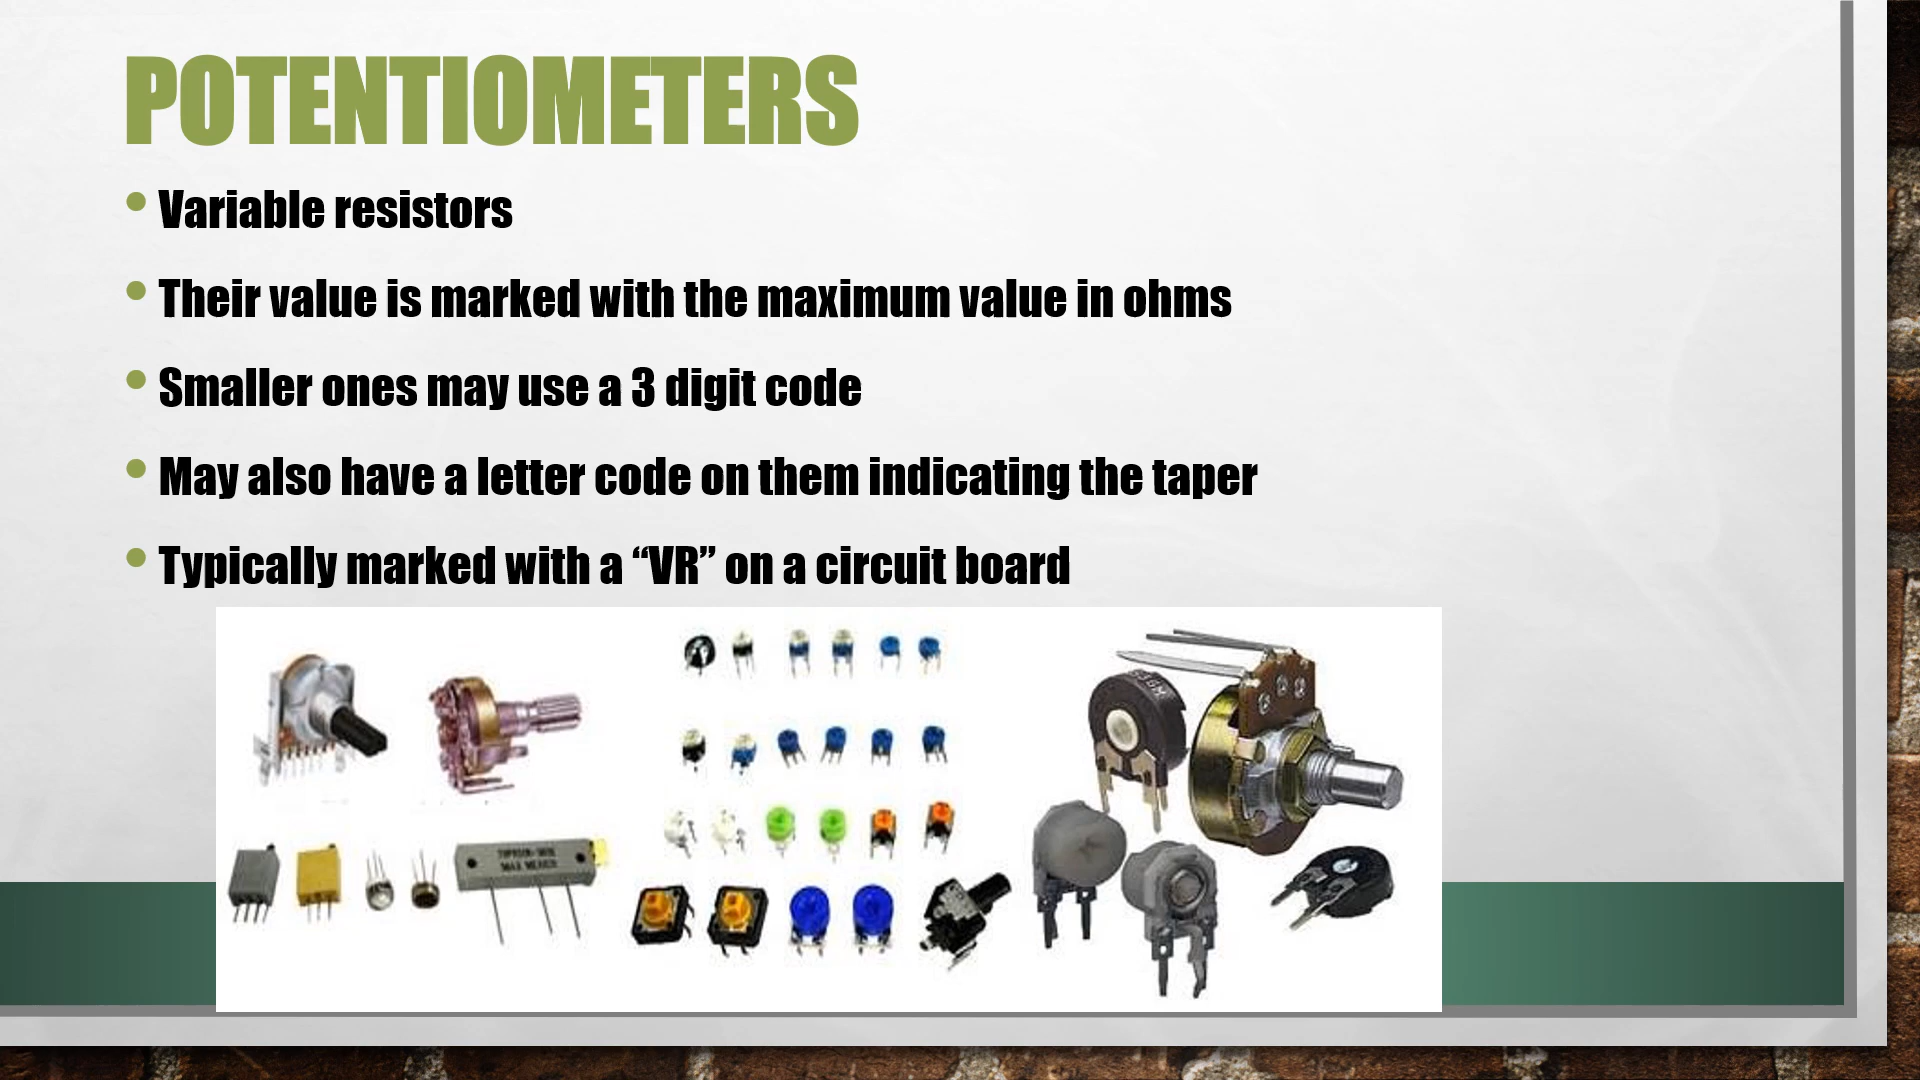 POTENTIOMETERS
• Variable resistors
• Their value is marked with the maximum value in ohms
• Smaller ones may use a 3 digit code
• May also have a letter code on them indicating the taper
• Typically marked with a “VR” on a circuit board